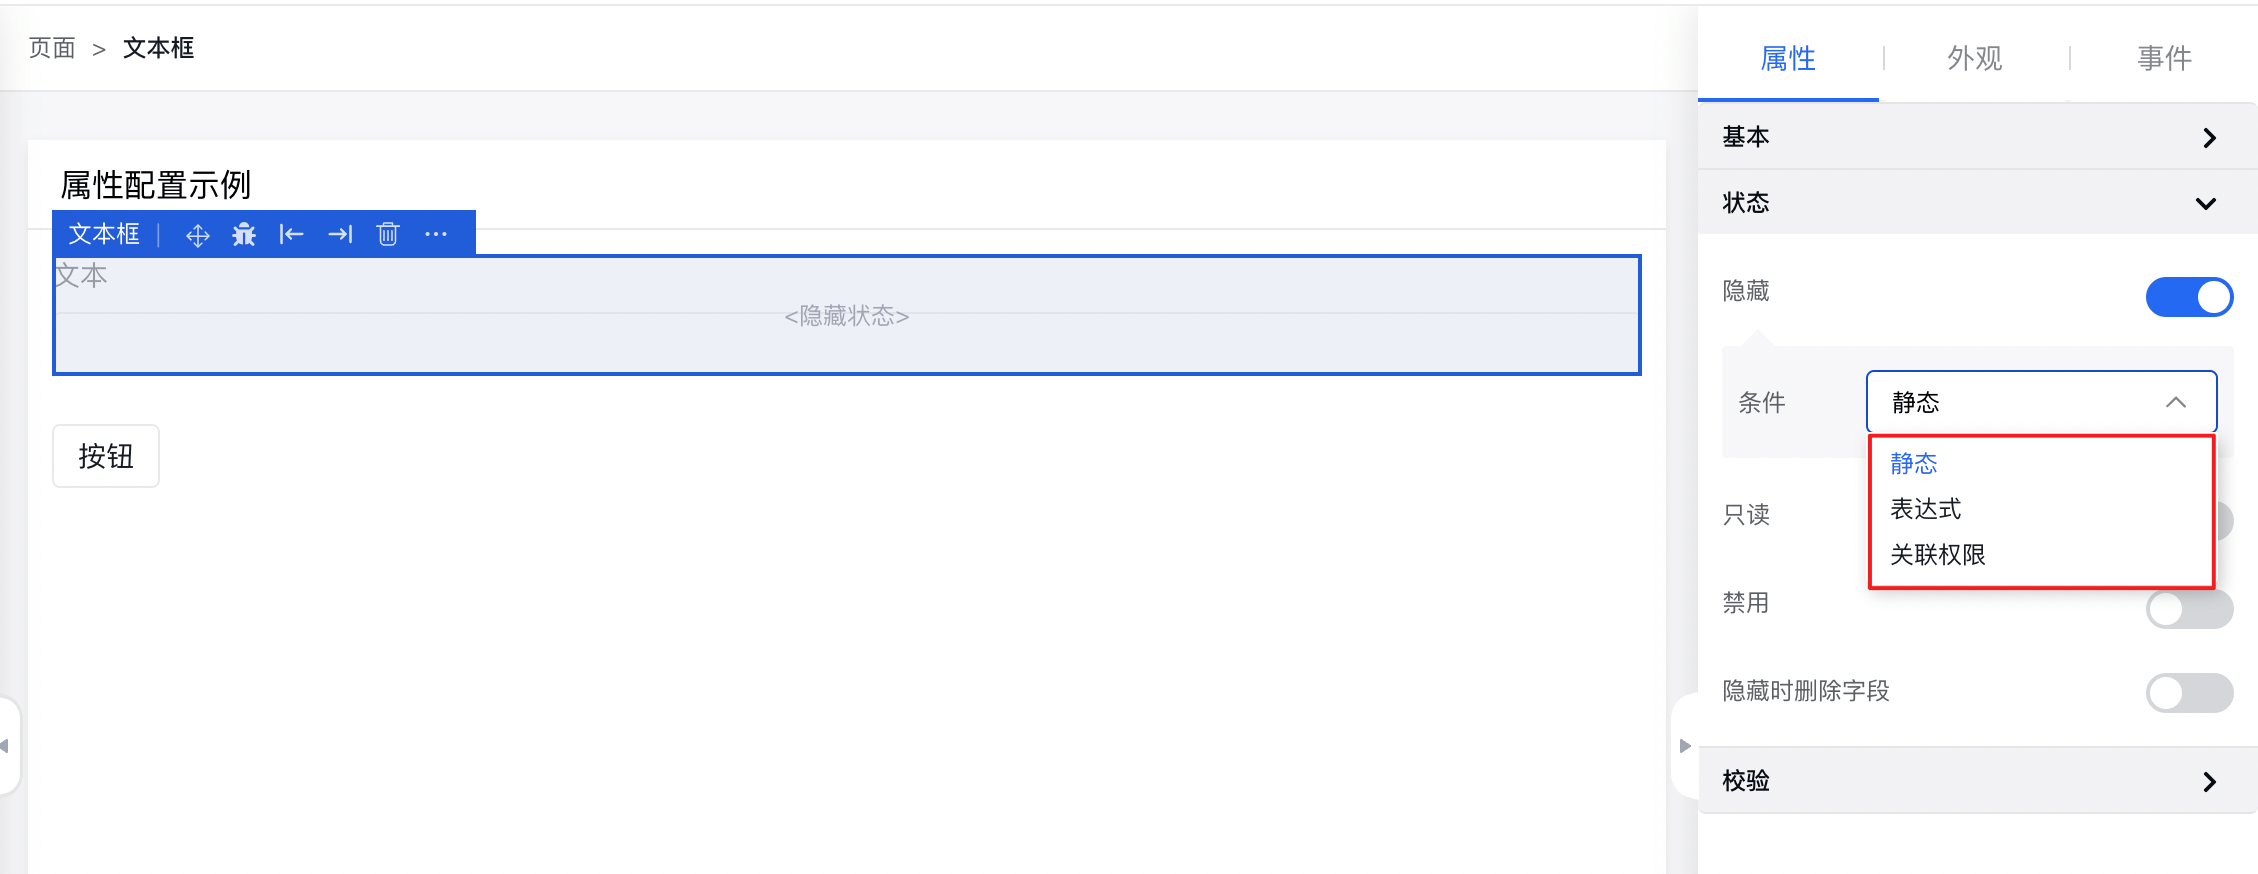 页面 > 文本框
属性配置示例
文本框
文本
<隐藏状态>
按钮
属性
外观
事件
基本
状态
隐藏
条件
静态
静态
表达式
关联权限
只读
禁用
隐藏时删除字段
校验